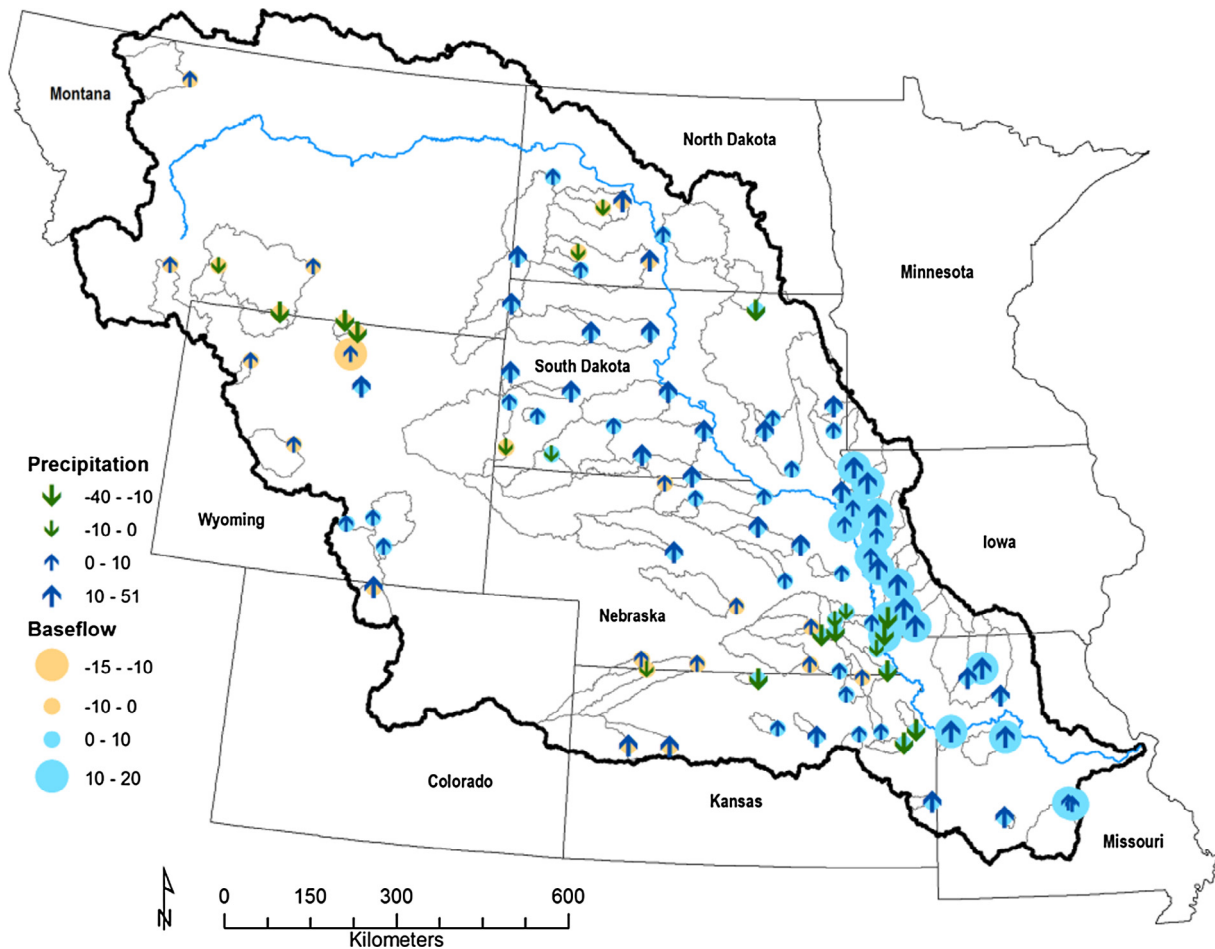 Montana
North Dakota
Minnesota
South Dakota
Wyoming
Iowa
Nebraska
Colorado
Kansas
Missouri
Precipitation
-40 - -10
-10 - 0
0 - 10
10 - 51
Baseflow
-15 - -10
-10 - 0
0 - 10
10 - 20
N
0 150 300 600
Kilometers